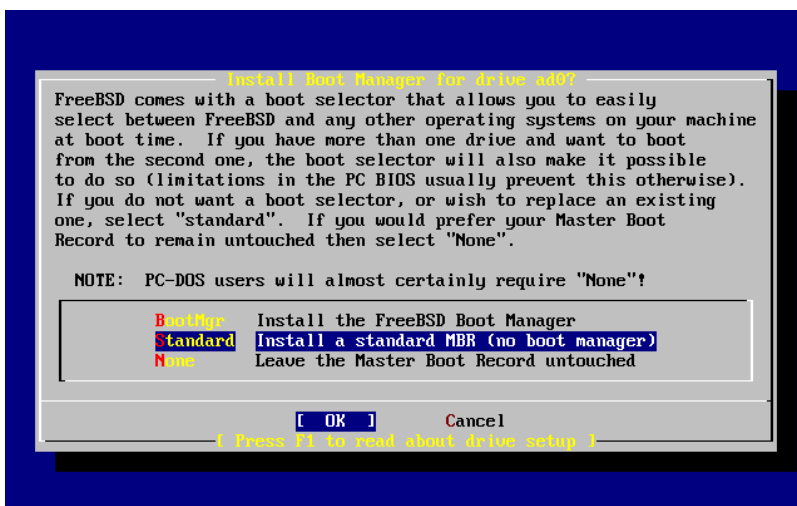 Install Boot Manager for drive ad0?
FreeBSD comes with a boot selector that allows you to easily
select between FreeBSD and any other operating systems on your machine
at boot time.  If you have more than one drive and want to boot
from the second one, the boot selector will also make it possible
to do so (limitations in the PC BIOS usually prevent this otherwise).
If you do not want a boot selector, or wish to replace an existing
one, select "standard".  If you would prefer your Master Boot
Record to remain untouched then select "None".
NOTE:  PC-DOS users will almost certainly require "None"!
BootMgr   Install the FreeBSD Boot Manager
Standard  Install a standard MBR (no boot manager)
None      Leave the Master Boot Record untouched
[  OK  ]       Cancel
[ Press F1 to read about drive setup ]